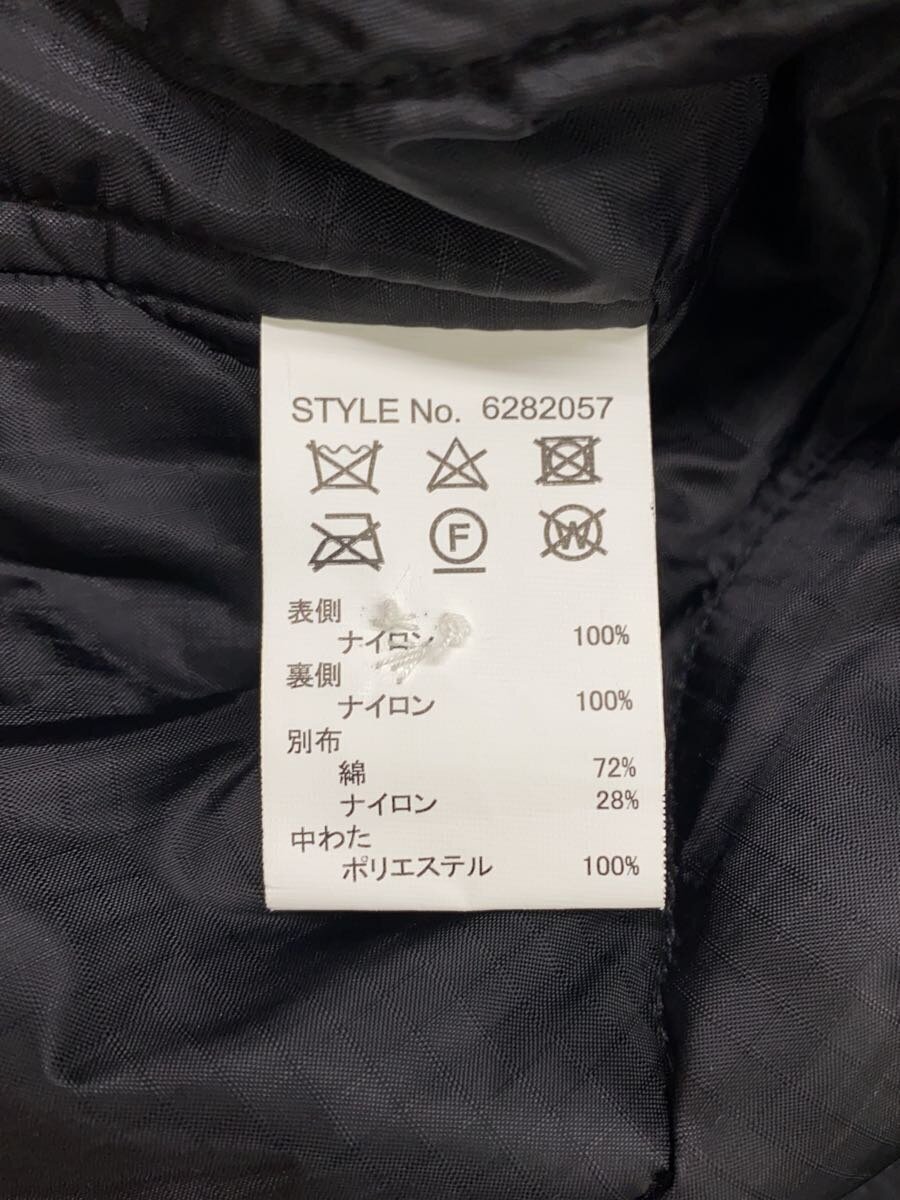 STYLE No. 6282057
F W
表側
ナイロン 100%
裏側
ナイロン 100%
別布
綿 72%
ナイロン 28%
中わた
ポリエステル 100%